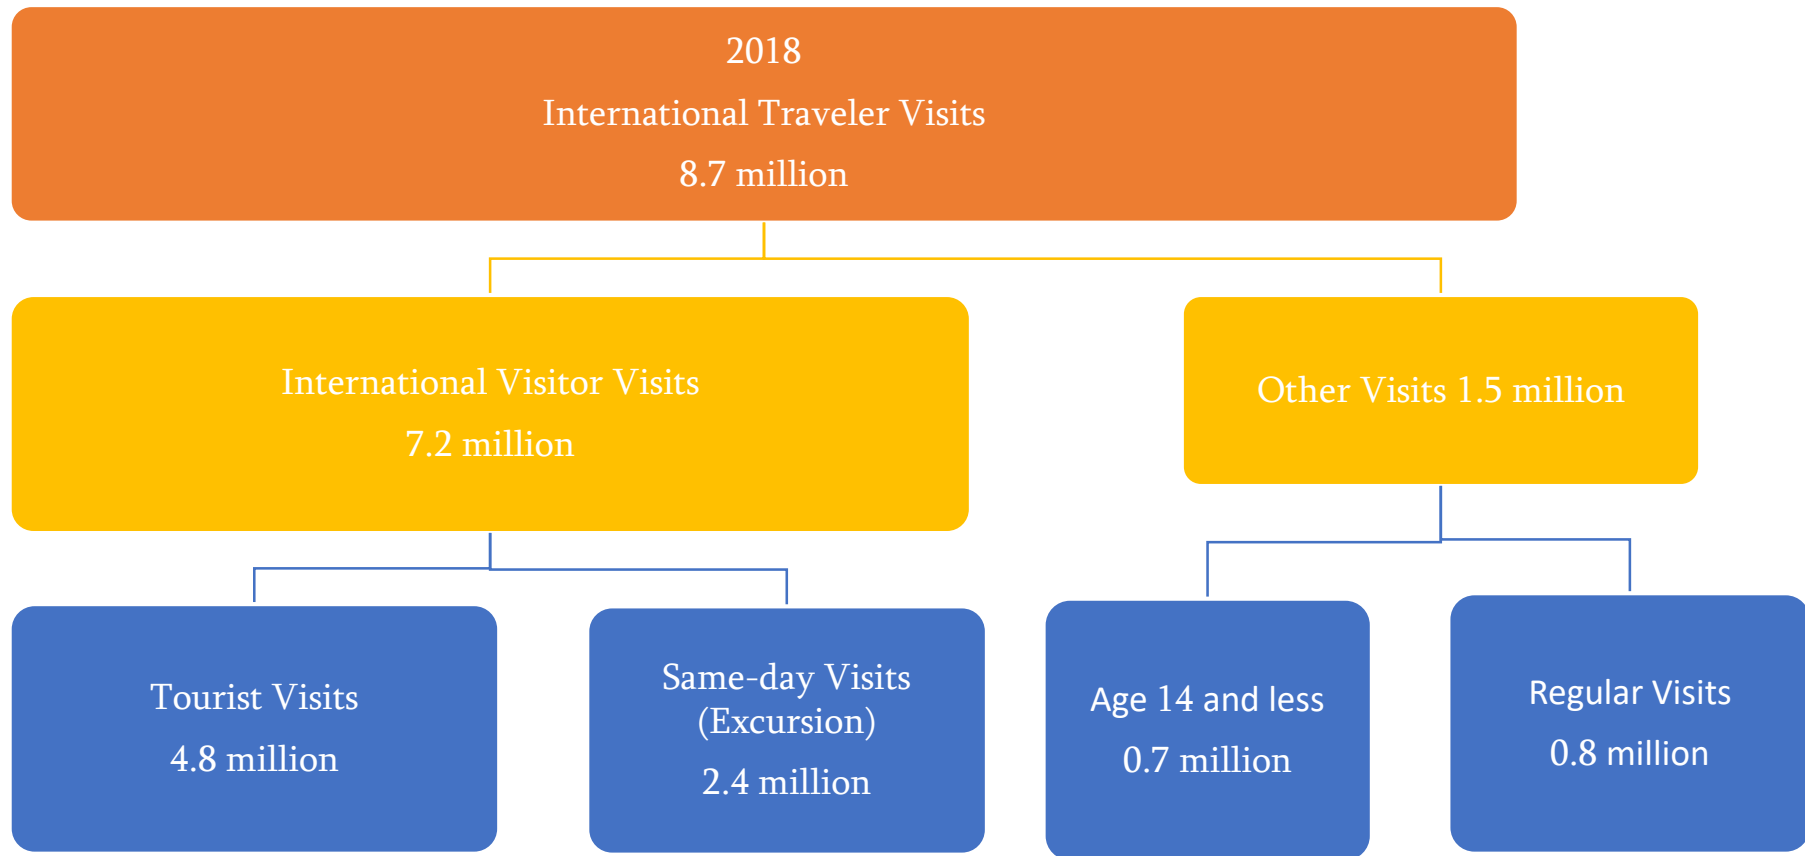 2018
International Traveler Visits
8.7 million
International Visitor Visits
7.2 million
Other Visits 1.5 million
Tourist Visits
4.8 million
Same-day Visits
(Excursion)
2.4 million
Age 14 and less
0.7 million
Regular Visits
0.8 million